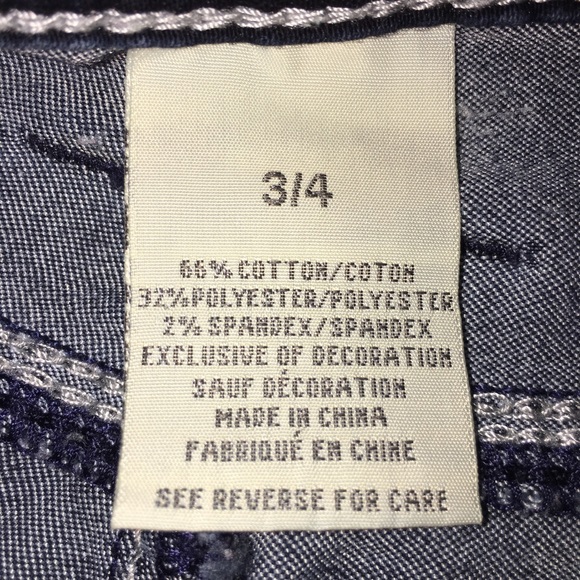 3/4
66% COTTON/COTON
32% POLYESTER/POLYESTER
2% SPANDEX/SPANDEX
EXCLUSIVE OF DECORATION
SAUF DÉCORATION
MADE IN CHINA
FABRIQUÉ EN CHINE
SEE REVERSE FOR CARE